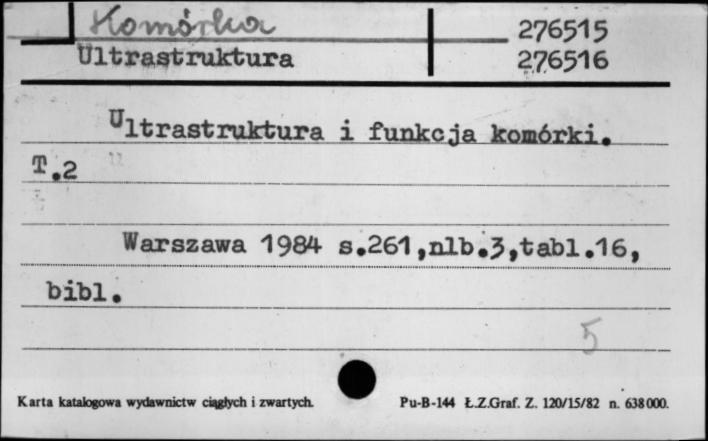 Komórka 276515
Ultrastruktura 276516
Ultrastruktura i funkcja komórki.
T.2
Warszawa 1984 s.261,nlb.3,tabl.16,
bibl.
5
Karta katalogowa wydawnictw ciągłych i zwartych. Pu-B-144 Ł.Z.Graf. Z. 120/15/82 n. 638000.